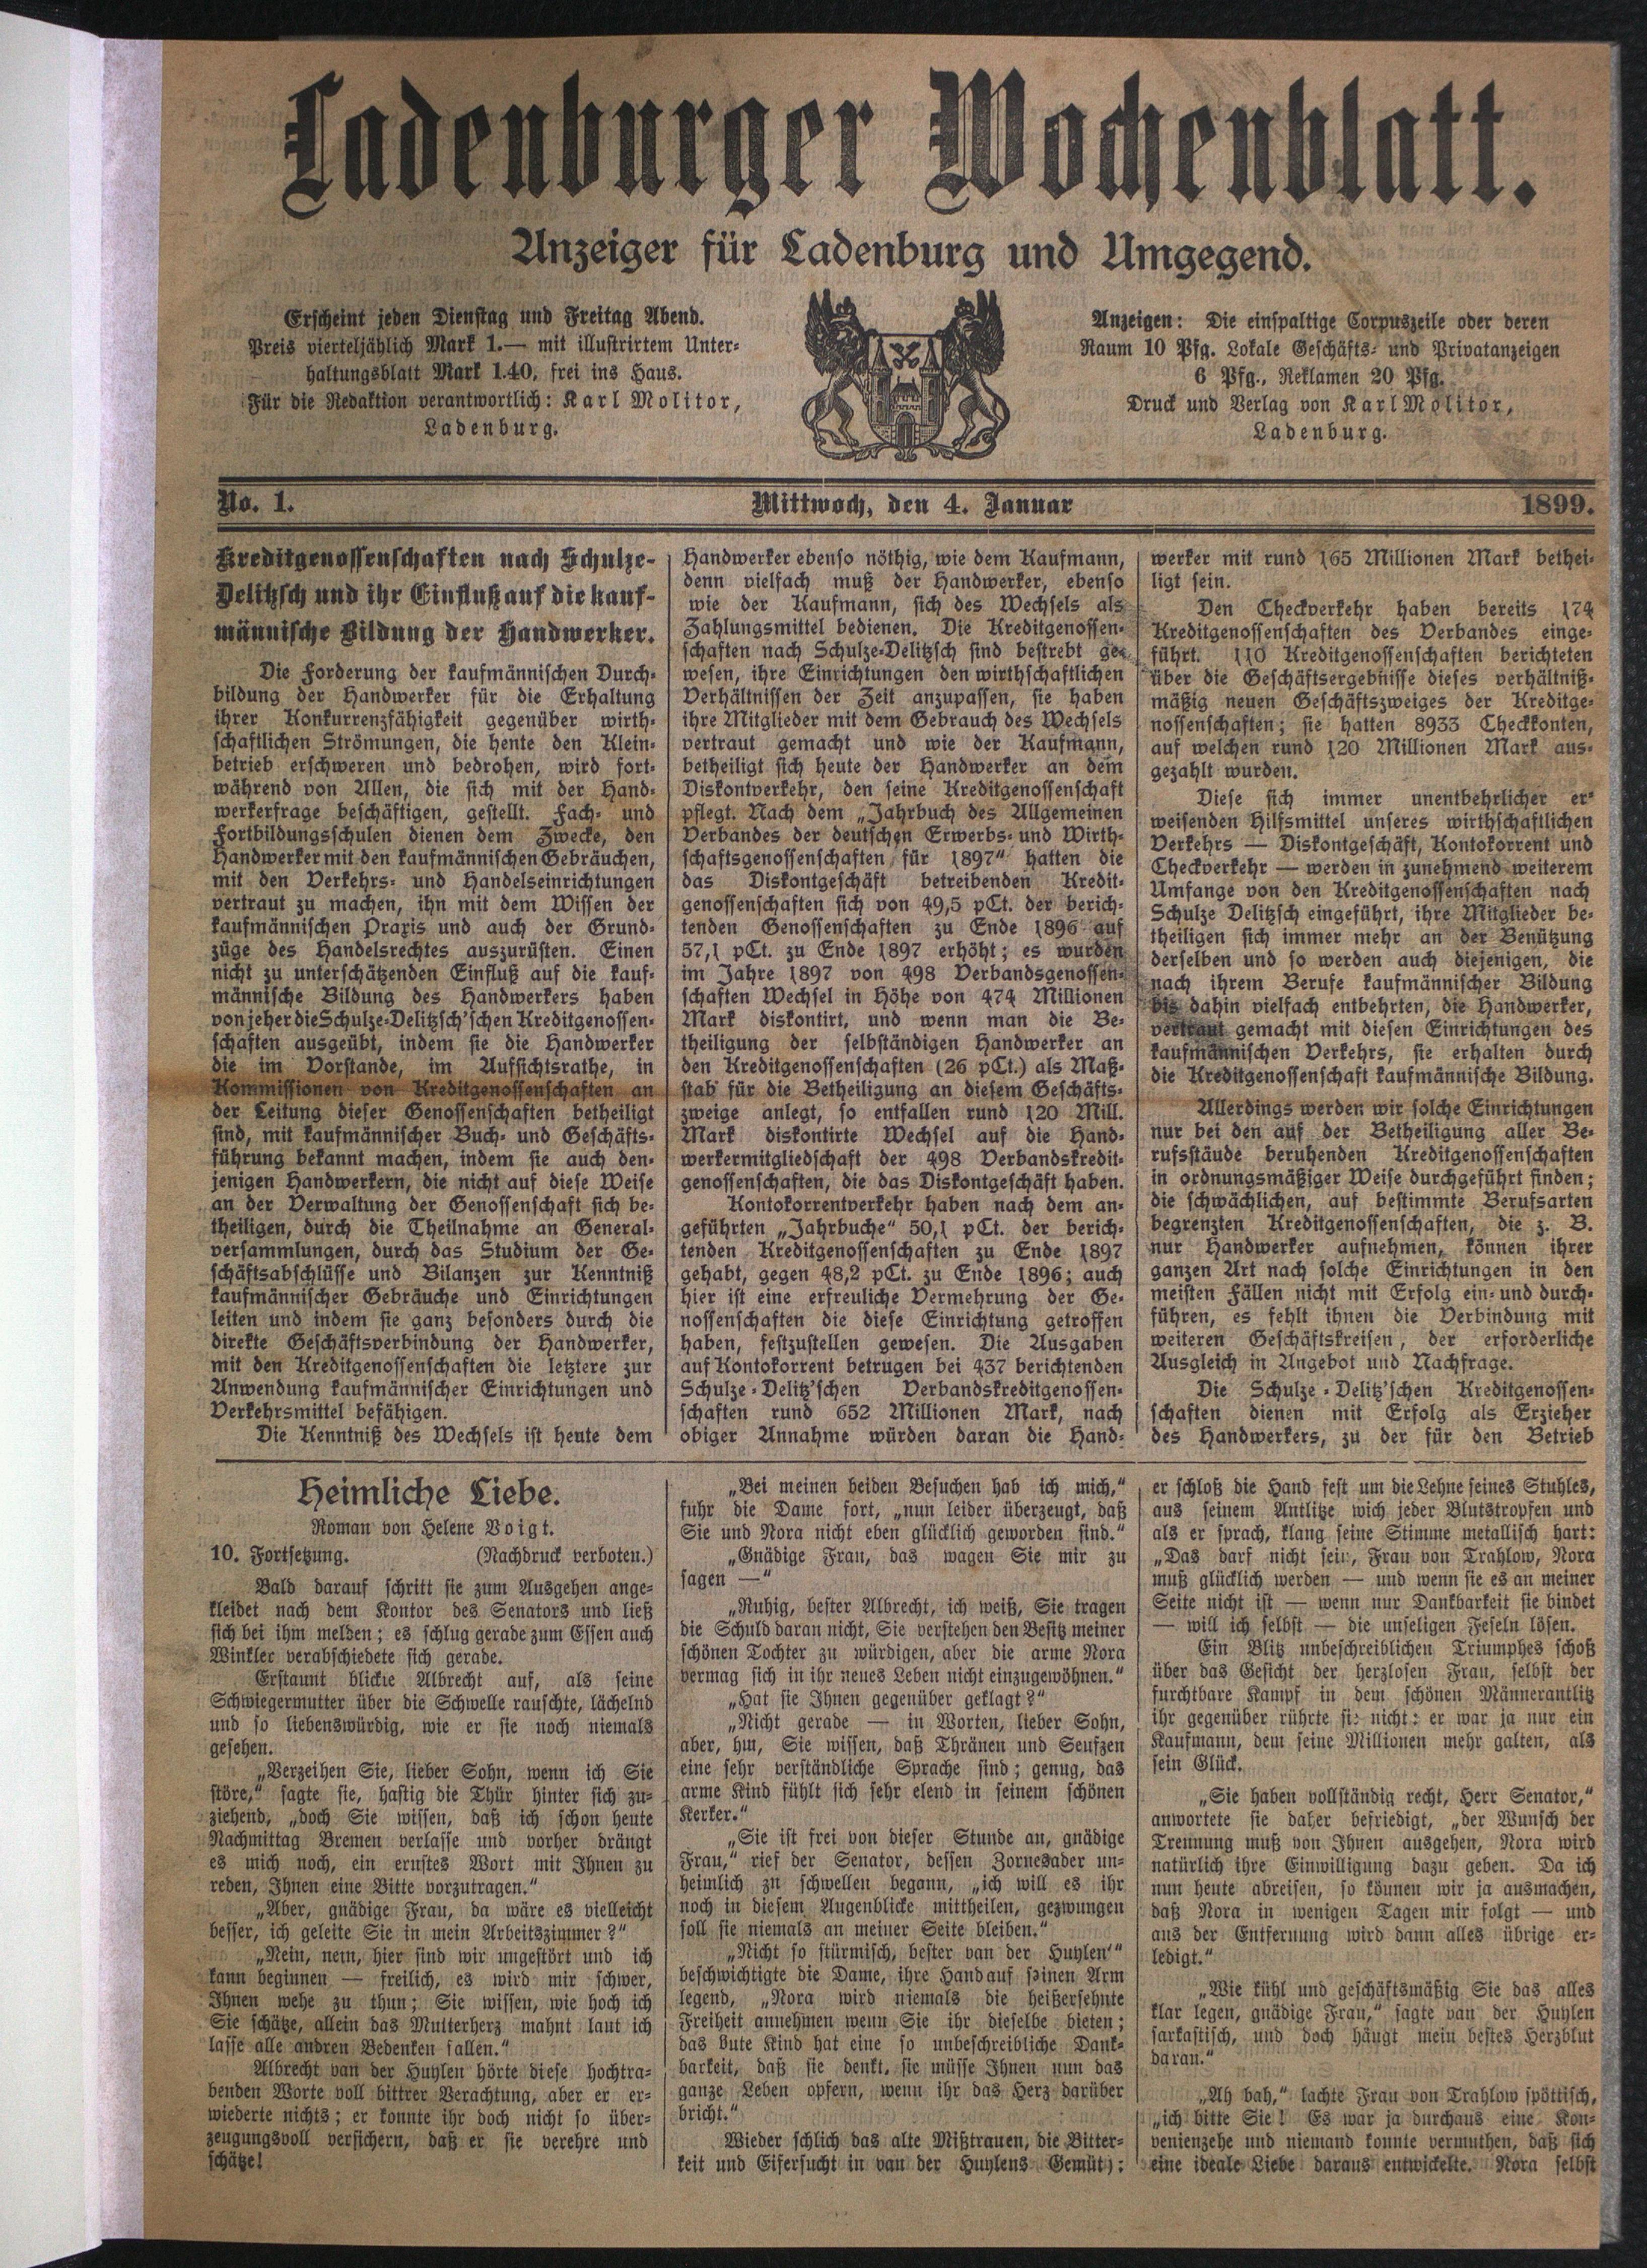 Ladenburger Wochenblatt.
Anzeiger für Ladenburg und Umgegend.
Erscheint jeden Dienstag und Freitag Abend.
Preis vierteljählich Mark 1.— mit illustrirtem Unter-
haltungsblatt Mark 1.40, frei ins Haus.
Für die Redaktion verantwortlich: Karl Molitor,
Ladenburg.
Anzeigen: Die einspaltige Corpuszeile oder deren
Raum 10 Pfg. Lokale Geschäfts- und Privatanzeigen
6 Pfg., Reklamen 20 Pfg.
Druck und Verlag von Karl Molitor,
Ladenburg.
No. 1.
Mittwoch, den 4. Januar
1899.
Kreditgenossenschaften nach Schulze-
Delitzsch und ihr Einfluß auf die kauf-
männische Bildung der Handwerker.
Die Forderung der kaufmännischen Durch-
bildung der Handwerker für die Erhaltung
ihrer Konkurrenzfähigkeit gegenüber wirth-
schaftlichen Strömungen, die hente den Klein-
betrieb erschweren und bedrohen, wird fort-
während von Allen, die sich mit der Hand-
werkerfrage beschäftigen, gestellt. Fach- und
Fortbildungsschulen dienen dem Zwecke, den
Handwerker mit den kaufmännischen Gebräuchen,
mit den Verkehrs- und Handelseinrichtungen
vertraut zu machen, ihn mit dem Wissen der
kaufmännischen Praxis und auch der Grund-
züge des Handelsrechtes auszurüsten. Einen
nicht zu unterschätzenden Einfluß auf die kauf-
männische Bildung des Handwerkers haben
von jeher die Schulze-Delitzsch'schen Kreditgenossen-
schaften ausgeübt, indem sie die Handwerker
die im Vorstande, im Aufsichtsrathe, in
Kommissionen von Kreditgenossenschaften an
der Leitung dieser Genossenschaften betheiligt
sind, mit kaufmännischer Buch- und Geschäfts-
führung bekannt machen, indem sie auch den-
jenigen Handwerkern, die nicht auf diese Weise
an der Verwaltung der Genossenschaft sich be-
theiligen, durch die Theilnahme an General-
versammlungen, durch das Studium der Ge-
schäftsabschlüsse und Bilanzen zur Kenntniß
kaufmännischer Gebräuche und Einrichtungen
leiten und indem sie ganz besonders durch die
direkte Geschäftsverbindung der Handwerker,
mit den Kreditgenossenschaften die letztere zur
Anwendung kaufmännischer Einrichtungen und
Verkehrsmittel befähigen.
Die Kenntniß des Wechsels ist heute dem
Handwerker ebenso nöthig, wie dem Kaufmann,
denn vielfach muß der Handwerker, ebenso
wie der Kaufmann, sich des Wechsels als
Zahlungsmittel bedienen. Die Kreditgenossen-
schaften nach Schulze-Delitzsch sind bestrebt ge-
wesen, ihre Einrichtungen den wirthschaftlichen
Verhältnissen der Zeit anzupassen, sie haben
ihre Mitglieder mit dem Gebrauch des Wechsels
vertraut gemacht und wie der Kaufmann,
betheiligt sich heute der Handwerker an dem
Diskontverkehr, den seine Kreditgenossenschaft
pflegt. Nach dem „Jahrbuch des Allgemeinen
Verbandes der deutschen Erwerbs- und Wirth-
schaftsgenossenschaften für 1897“ hatten die
das Diskontgeschäft betreibenden Kredit-
genossenschaften sich von 49,5 pCt. der berich-
tenden Genossenschaften zu Ende 1896 auf
57,1 pCt. zu Ende 1897 erhöht; es wurden
im Jahre 1897 von 498 Verbandsgenossen-
schaften Wechsel in Höhe von 474 Millionen
Mark diskontirt, und wenn man die Be-
theiligung der selbständigen Handwerker an
den Kreditgenossenschaften (26 pCt.) als Maß-
stab für die Betheiligung an diesem Geschäfts-
zweige anlegt, so entfallen rund 120 Mill.
Mark diskontirte Wechsel auf die Hand-
werkermitgliedschaft der 498 Verbandskredit-
genossenschaften, die das Diskontgeschäft haben.
Kontokorrentverkehr haben nach dem an-
geführten „Jahrbuche“ 50,1 pCt. der berich-
tenden Kreditgenossenschaften zu Ende 1897
gehabt, gegen 48,2 pCt. zu Ende 1896; auch
hier ist eine erfreuliche Vermehrung der Ge-
nossenschaften die diese Einrichtung getroffen
haben, festzustellen gewesen. Die Ausgaben
auf Kontokorrent betrugen bei 437 berichtenden
Schulze-Delitz'schen Verbandskreditgenossen-
schaften rund 652 Millionen Mark, nach
obiger Annahme würden daran die Hand-
werker mit rund 165 Millionen Mark bethei-
ligt sein.
Den Checkverkehr haben bereits 174
Kreditgenossenschaften des Verbandes einge-
führt. 110 Kreditgenossenschaften berichteten
über die Geschäftsergebnisse dieses verhältniß-
mäßig neuen Geschäftszweiges der Kreditge-
nossenschaften; sie hatten 8933 Checkkonten,
auf welchen rund 120 Millionen Mark aus-
gezahlt wurden.
Diese sich immer unentbehrlicher er-
weisenden Hilfsmittel unseres wirthschaftlichen
Verkehrs — Diskontgeschäft, Kontokorrent und
Checkverkehr — werden in zunehmend weiterem
Umfange von den Kreditgenossenschaften nach
Schulze Delitzsch eingeführt, ihre Mitglieder be-
theiligen sich immer mehr an der Benützung
derselben und so werden auch diejenigen, die
nach ihrem Berufe kaufmännischer Bildung
bis dahin vielfach entbehrten, die Handwerker,
vertraut gemacht mit diesen Einrichtungen des
kaufmännischen Verkehrs, sie erhalten durch
die Kreditgenossenschaft kaufmännische Bildung.
Allerdings werden wir solche Einrichtungen
nur bei den auf der Betheiligung aller Be-
rufsstäude beruhenden Kreditgenossenschaften
in ordnungsmäßiger Weise durchgeführt finden;
die schwächlichen, auf bestimmte Berufsarten
begrenzten Kreditgenossenschaften, die z. B.
nur Handwerker aufnehmen, können ihrer
ganzen Art nach solche Einrichtungen in den
meisten Fällen nicht mit Erfolg ein- und durch-
führen, es fehlt ihnen die Verbindung mit
weiteren Geschäftskreisen, der erforderliche
Ausgleich in Angebot und Nachfrage.
Die Schulze-Delitz'schen Kreditgenossen-
schaften dienen mit Erfolg als Erzieher
des Handwerkers, zu der für den Betrieb
Heimliche Liebe.
Roman von Helene Voigt.
10. Fortsetzung. (Nachdruck verboten.)
Bald darauf schritt sie zum Ausgehen ange-
kleidet nach dem Kontor des Senators und ließ
sich bei ihm melden; es schlug gerade zum Essen auch
Winkler verabschiedete sich gerade.
Erstaunt blickte Albrecht auf, als seine
Schwiegermutter über die Schwelle rauschte, lächelnd
und so liebenswürdig, wie er sie noch niemals
gesehen.
„Verzeihen Sie, lieber Sohn, wenn ich Sie
störe,“ sagte sie, hastig die Thür hinter sich zu-
ziehend, „doch Sie wissen, daß ich schon heute
Nachmittag Bremen verlasse und vorher drängt
es mich noch, ein ernstes Wort mit Ihnen zu
reden, Ihnen eine Bitte vorzutragen.“
„Aber, gnädige Frau, da wäre es vielleicht
besser, ich geleite Sie in mein Arbeitszimmer?“
„Nein, nein, hier sind wir ungestört und ich
kann beginnen — freilich, es wird mir schwer,
Ihnen wehe zu thun; Sie wissen, wie hoch ich
Sie schätze, allein das Mutterherz mahnt laut ich
lasse alle andren Bedenken fallen.“
Albrecht van der Huylen hörte diese hochtra-
benden Worte voll bittrer Verachtung, aber er er-
wiederte nichts; er konnte ihr doch nicht so über-
zeugungsvoll versichern, daß er sie verehre und
schätze!
„Bei meinen beiden Besuchen hab ich mich,“
fuhr die Dame fort, „nun leider überzeugt, daß
Sie und Nora nicht eben glücklich geworden sind.“
„Gnädige Frau, das wagen Sie mir zu
sagen —“
„Ruhig, bester Albrecht, ich weiß, Sie tragen
die Schuld daran nicht, Sie verstehen den Besitz meiner
schönen Tochter zu würdigen, aber die arme Nora
vermag sich in ihr neues Leben nicht einzugewöhnen.“
„Hat sie Ihnen gegenüber geklagt?“
„Nicht gerade — in Worten, lieber Sohn,
aber, hm, Sie wissen, daß Thränen und Seufzen
eine sehr verständliche Sprache sind; genug, das
arme Kind fühlt sich sehr elend in seinem schönen
Kerker.“
„Sie ist frei von dieser Stunde an, gnädige
Frau,“ rief der Senator, dessen Zornesader un-
heimlich zu schwellen begann, „ich will es ihr
noch in diesem Augenblicke mittheilen, gezwungen
soll sie niemals an meiner Seite bleiben.“
„Nicht so stürmisch, bester van der Huylen'“
beschwichtigte die Dame, ihre Hand auf seinen Arm
legend, „Nora wird niemals die heißersehnte
Freiheit annehmen wenn Sie ihr dieselbe bieten;
das bute Kind hat eine so unbeschreibliche Dank-
barkeit, daß sie denkt, sie müsse Ihnen nun das
ganze Leben opfern, wenn ihr das Herz darüber
bricht.“
Wieder schlich das alte Mißtrauen, die Bitter-
keit und Eifersucht in van der Huylens Gemüt);
er schloß die Hand fest um die Lehne seines Stuhles,
aus seinem Antlitze wich jeder Blutstropfen und
als er sprach, klang seine Stimme metallisch hart:
„Das darf nicht sein, Frau von Trahlow, Nora
muß glücklich werden — und wenn sie es an meiner
Seite nicht ist — wenn nur Dankbarkeit sie bindet
— will ich selbst — die unseligen Feseln lösen.
Ein Blitz unbeschreiblichen Triumphes schoß
über das Gesicht der herzlosen Frau, selbst der
furchtbare Kampf in dem schönen Männerantlitz
ihr gegenüber rührte sie nicht: er war ja nur ein
Kaufmann, dem seine Millionen mehr galten, als
sein Glück.
„Sie haben vollständig recht, Herr Senator,“
anwortete sie daher befriedigt, „der Wunsch der
Trennung muß von Ihnen ausgehen, Nora wird
natürlich ihre Einwilligung dazu geben. Da ich
nun heute abreisen, so können wir ja ausmachen,
daß Nora in wenigen Tagen mir folgt — und
aus der Entfernung wird dann alles übrige er-
ledigt.“
„Wie kühl und geschäftsmäßig Sie das alles
klar legen, gnädige Frau,“ sagte van der Huylen
sarkastisch, und doch hängt mein bestes Herzblut
daran.“
„Ah bah,“ lachte Frau von Trahlow spöttisch,
„ich bitte Sie! Es war ja durchaus eine Kon-
venienzehe und niemand konnte vermuthen, daß sich
eine ideale Liebe daraus entwickelte. Nora selbst